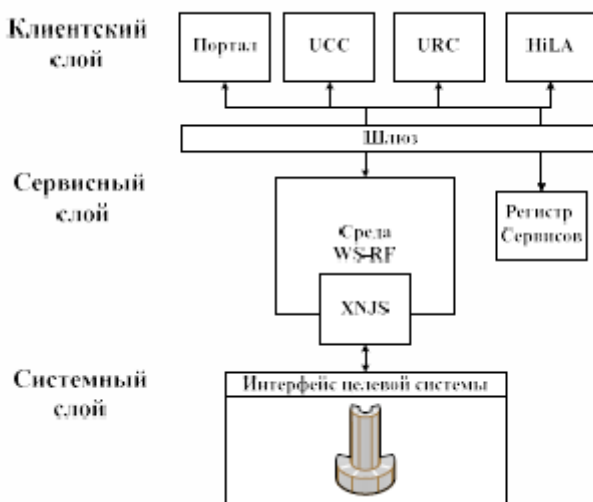 Клиентский
слой
Портал
UCC
URC
HiLA
Шлюз
Сервисный
слой
Среда
WS-RF
XNJS
Регистр
Сервисов
Системный
слой
Интерфейс целевой системы